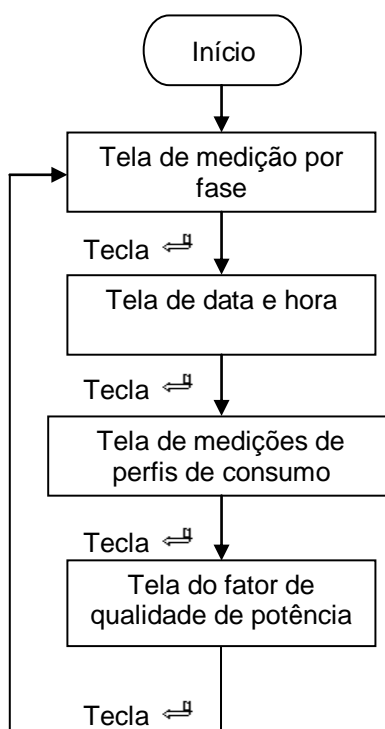 Início
Tela de medição por
fase
Tecla ⏎
Tela de data e hora
Tecla ⏎
Tela de medições de
perfis de consumo
Tecla ⏎
Tela do fator de
qualidade de potência
Tecla ⏎